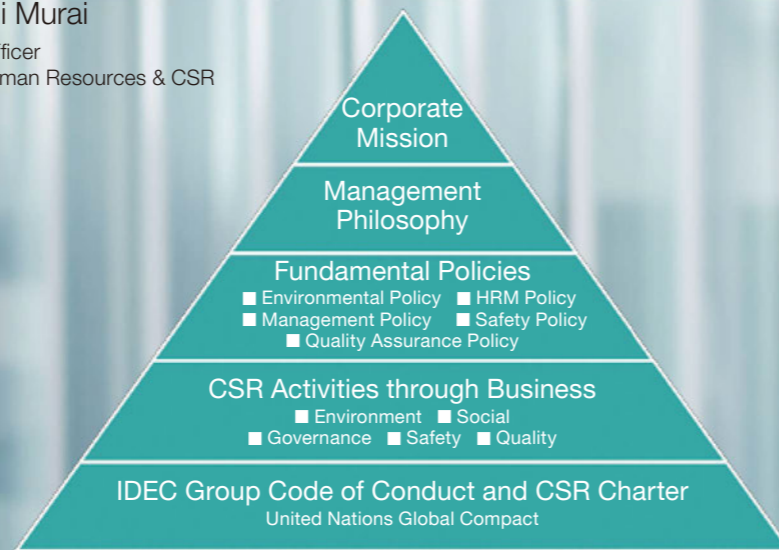 i Murai
ficer
man Resources & CSR
Corporate
Mission
Management
Philosophy
Fundamental Policies
■ Environmental Policy ■ HRM Policy
■ Management Policy ■ Safety Policy
■ Quality Assurance Policy
CSR Activities through Business
■ Environment ■ Social
■ Governance ■ Safety ■ Quality
IDEC Group Code of Conduct and CSR Charter
United Nations Global Compact